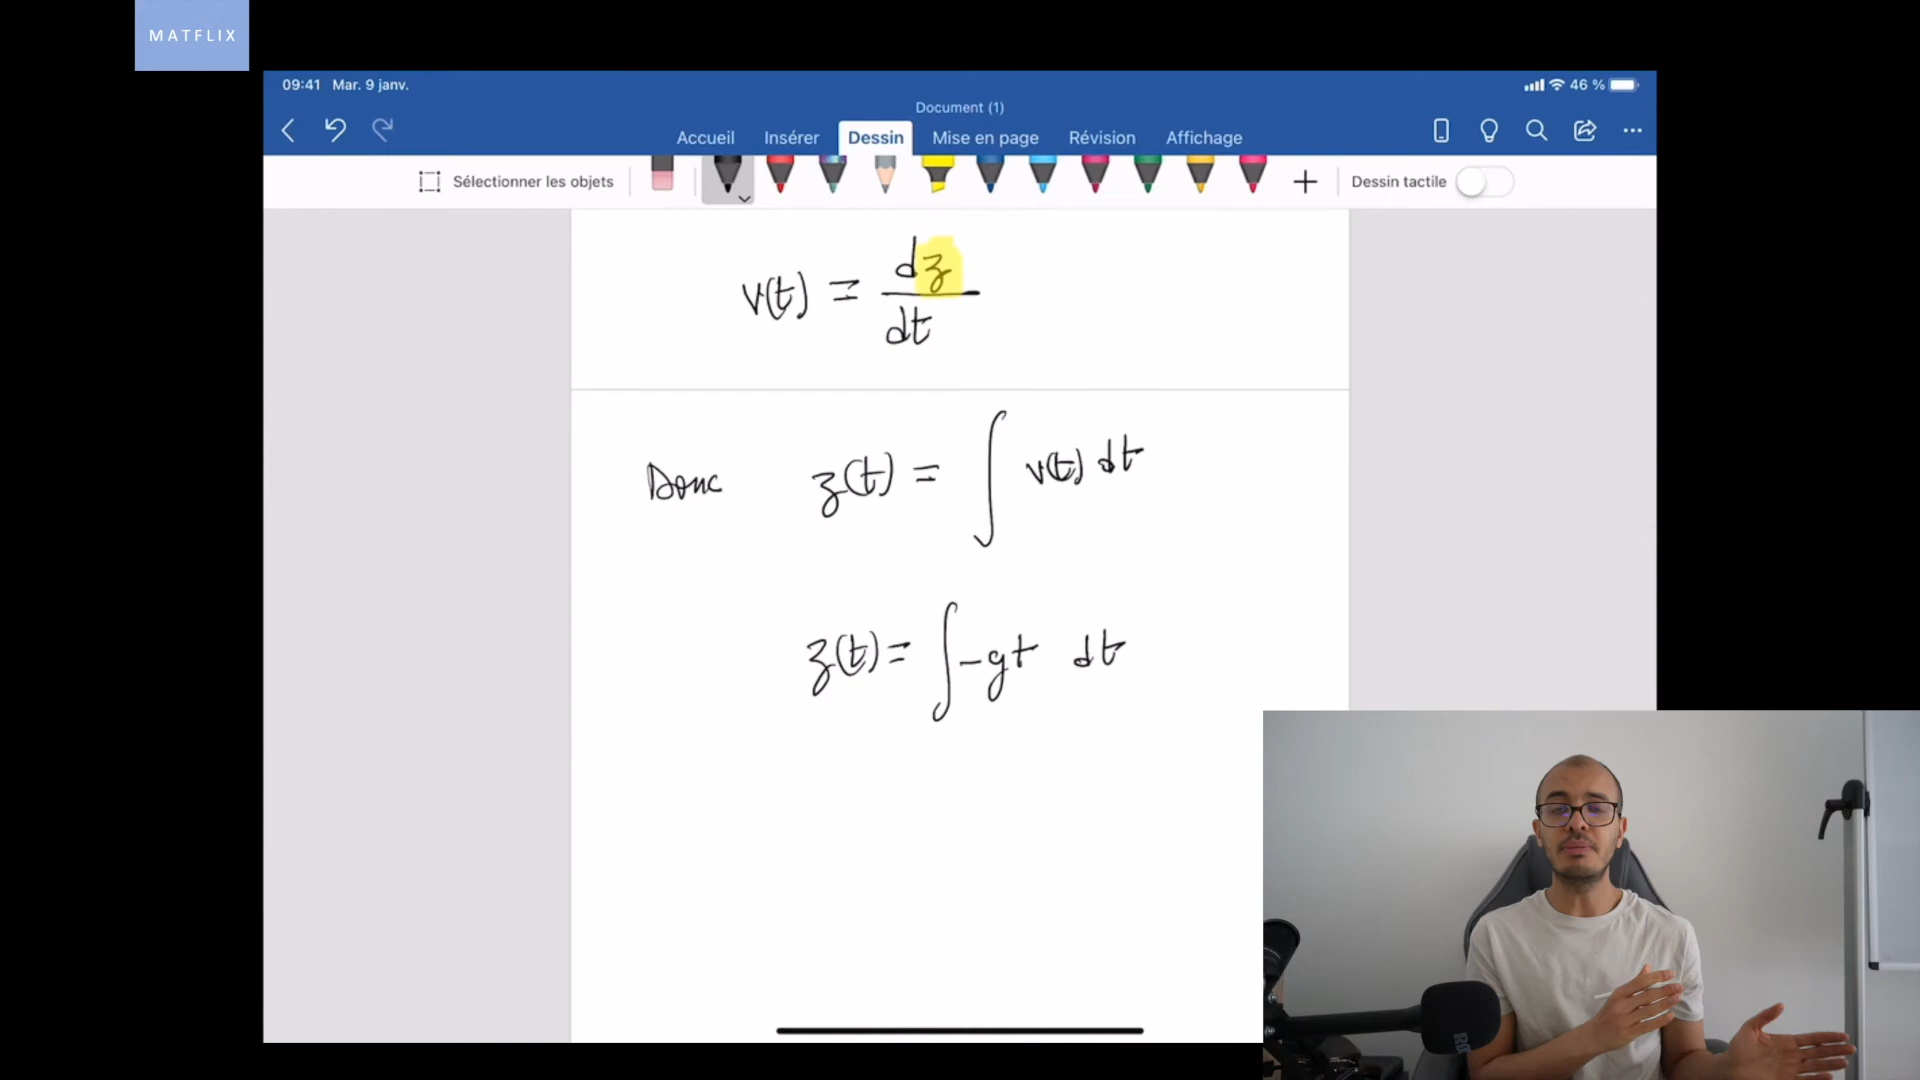 MATFLIX
09:41 Mar. 9 janv.
46 %
Document (1)
Accueil Insérer Dessin Mise en page Révision Affichage
Sélectionner les objets
Dessin tactile
v(t) = dz/dt
Donc z(t) = ∫ v(t) dt
z(t) = ∫ -gt dt
RØ